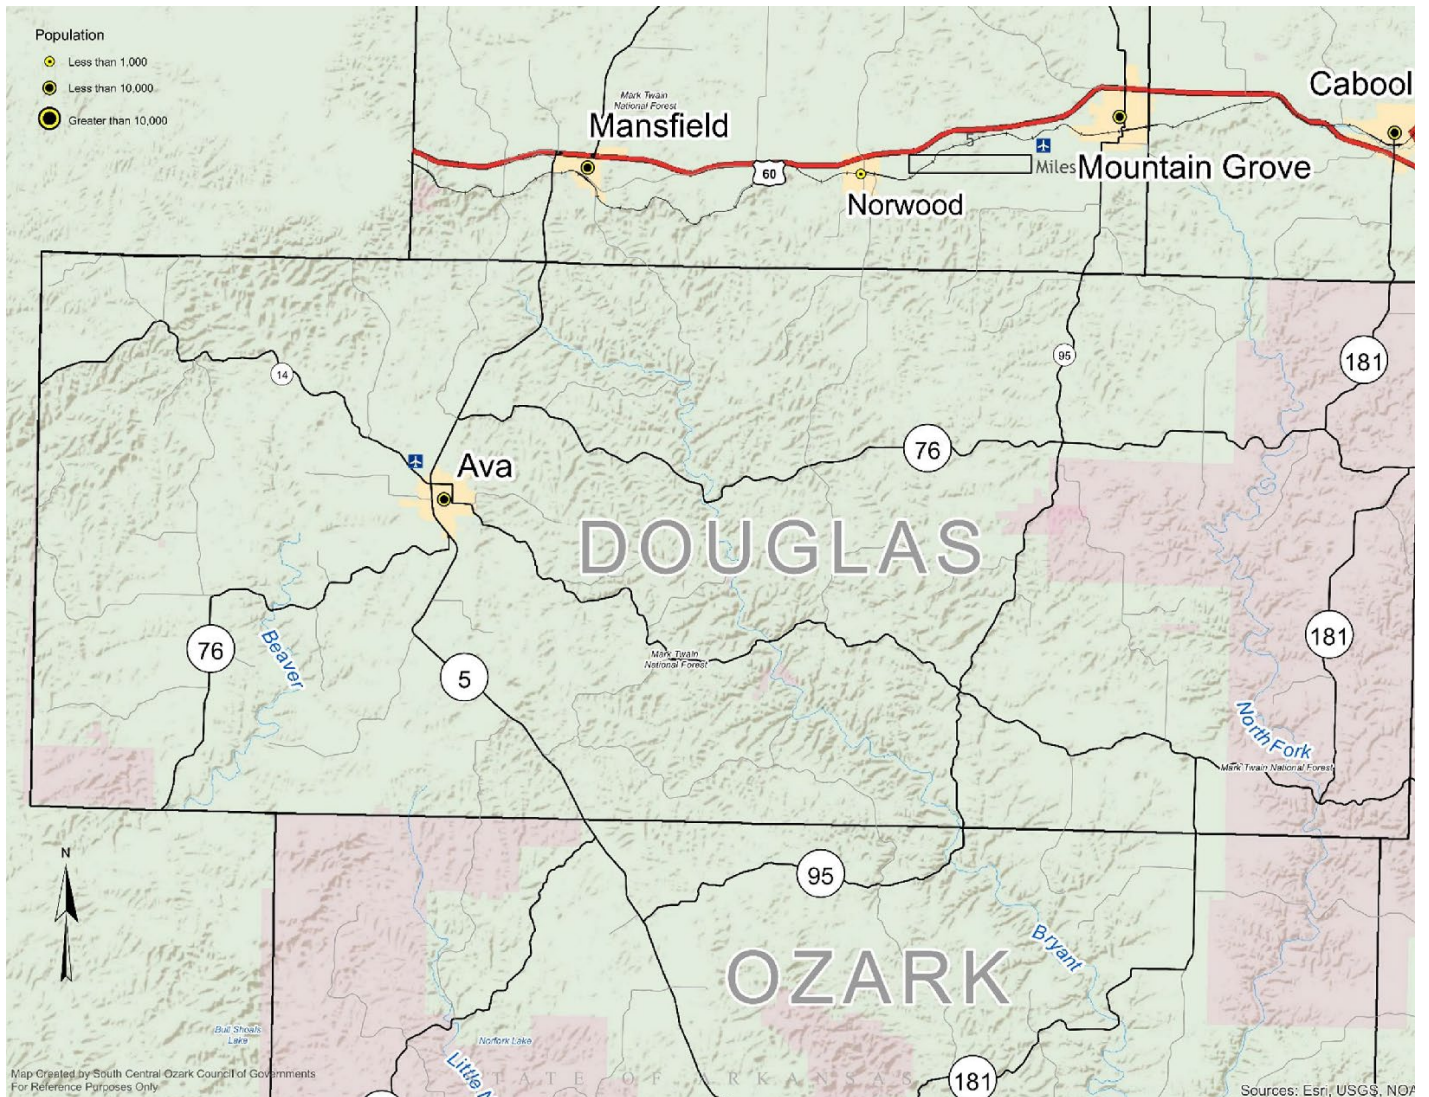 Population
Less than 1,000
Less than 10,000
Greater than 10,000
Mark Twain
National Forest
Mansfield
Cabool
5
Miles
Mountain Grove
60
Norwood
95
181
14
76
Ava
DOUGLAS
181
76
Beaver
Mark Twain
National Forest
5
North Fork
Mark Twain National Forest
95
N
Bryant
OZARK
Bull Shoals
Lake
Norfork Lake
Little
181
STATE OF ARKANSAS
Map Created by South Central Ozark Council of Governments
For Reference Purposes Only
Sources: Esri, USGS, NOA